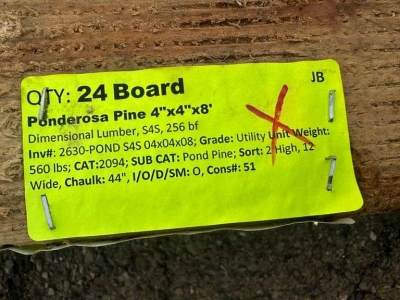 JB
QTY: 24 Board
Ponderosa Pine 4"x4"x8'
Dimensional Lumber, S4S, 256 bf
Inv#: 2630-POND S4S 04x04x08; Grade: Utility Unit Weight:
560 lbs; CAT:2094; SUB CAT: Pond Pine; Sort: 2 High, 12
Wide, Chaulk: 44", I/O/D/SM: O, Cons#: 51